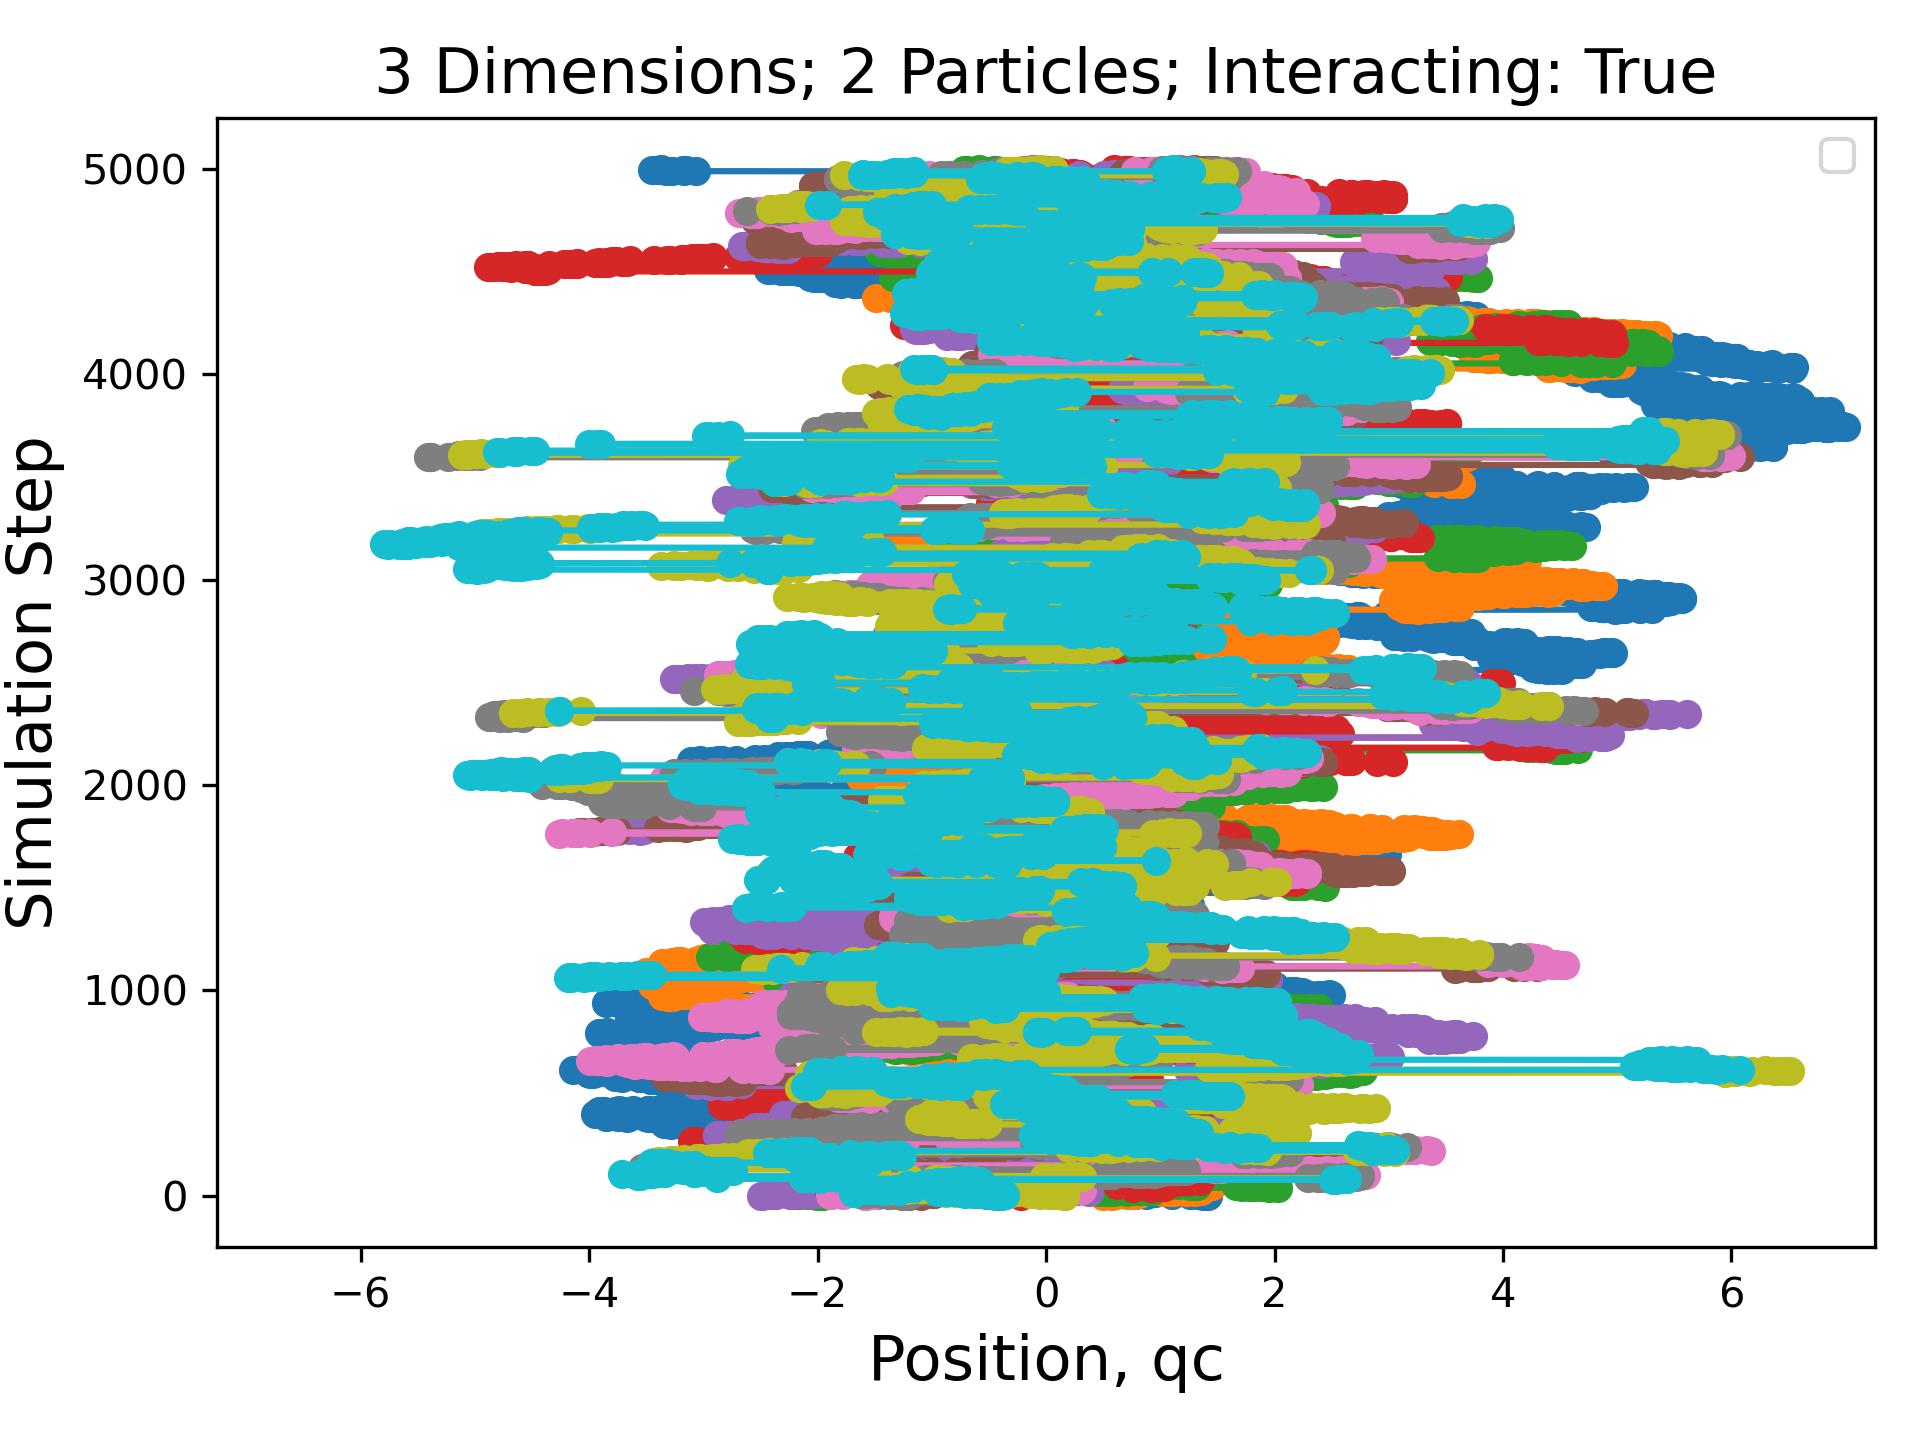 3 Dimensions; 2 Particles; Interacting: True
Simulation Step
5000
4000
3000
2000
1000
0
−6 −4 −2 0 2 4 6
Position, qc